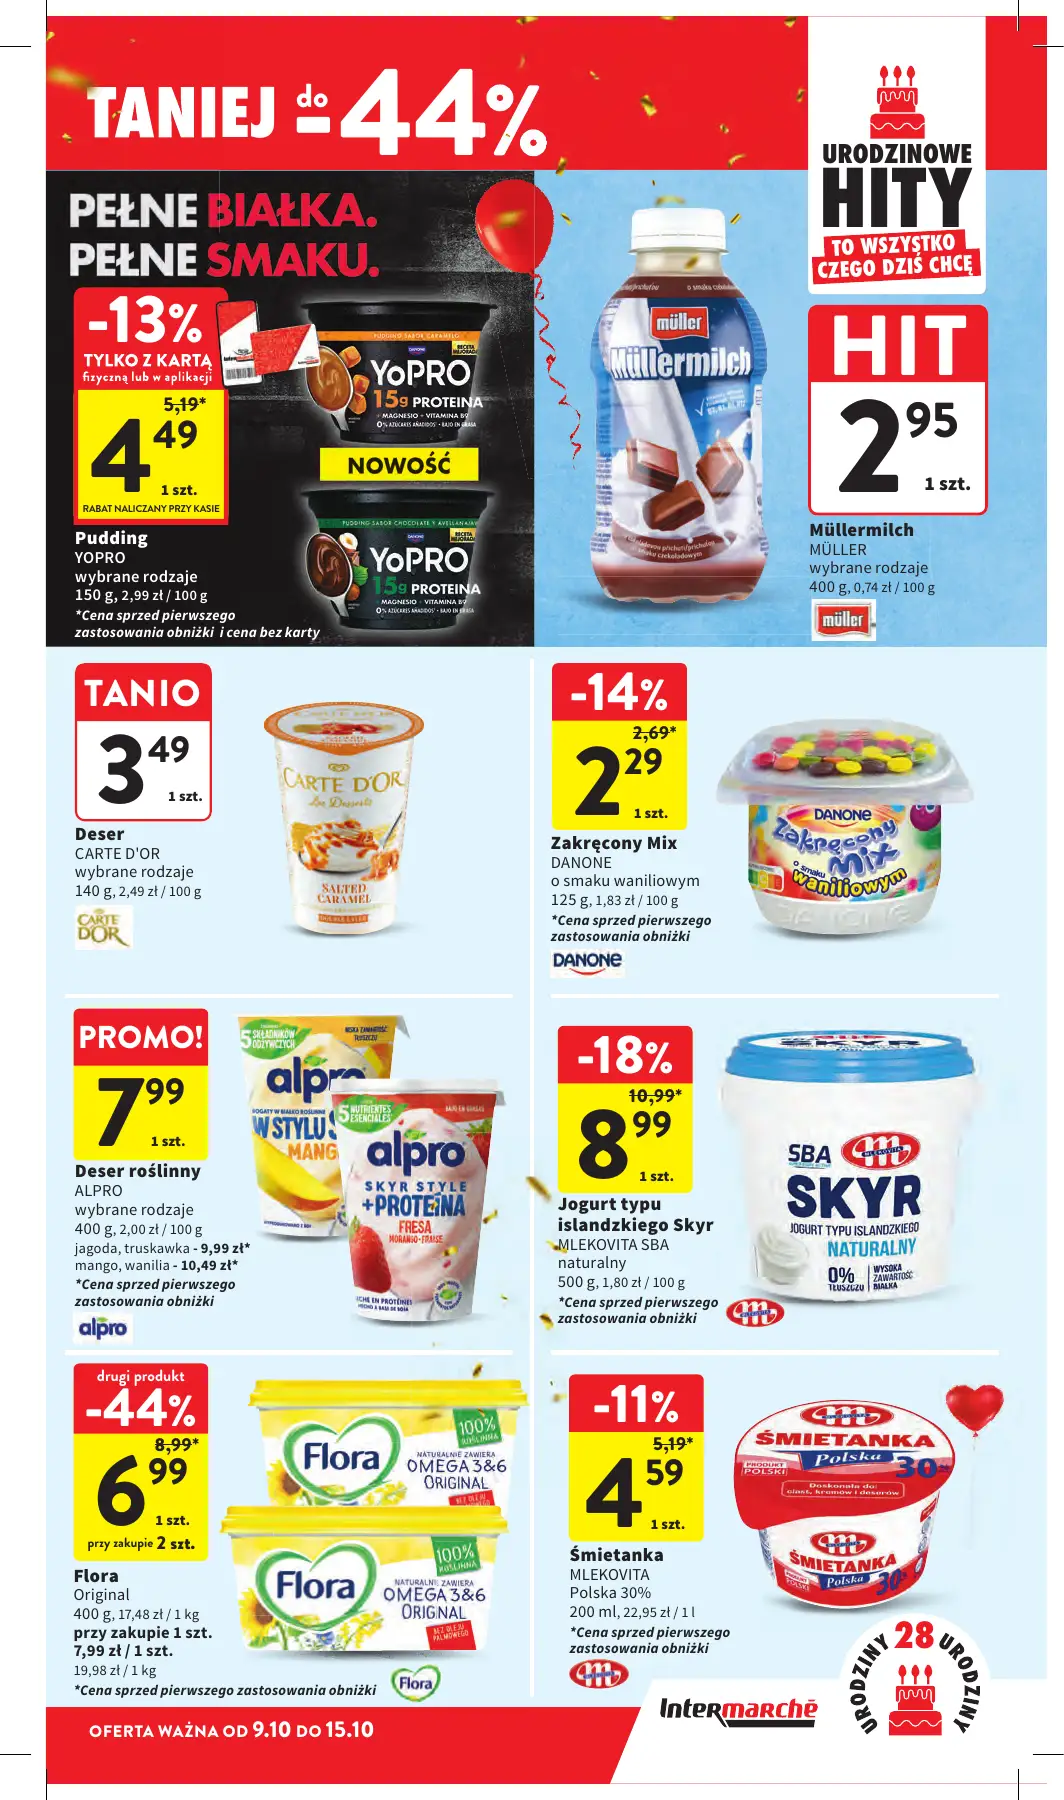 TANIEJ do -44%
URODZINOWE
HITY
TO WSZYSTKO
CZEGO DZIŚ CHCĘ
PEŁNE BIAŁKA.
PEŁNE SMAKU.
-13%
TYLKO Z KARTĄ
fizyczną lub w aplikacji
5,19*
4 49
1 szt.
RABAT NALICZANY PRZY KASIE
Pudding
YOPRO
wybrane rodzaje
150 g, 2,99 zł / 100 g
*Cena sprzed pierwszego
zastosowania obniżki i cena bez karty
PUDDING SABOR CARAMELO
DANONE
RECETA
MEJORADA
YoPRO
15g PROTEINA
MAGNESIO + VITAMINA B9
0% AZÚCARES AÑADIDOS* · BAJO EN GRASA
NOWOŚĆ
PUDDING SABOR CHOCOLATE Y AVELLANA
DANONE
RECETA
MEJORADA
YoPRO
15g PROTEINA
MAGNESIO + VITAMINA B9
0% AZÚCARES AÑADIDOS* · BAJO EN GRASA
müller
Müllermilch
HIT
2 95
1 szt.
Müllermilch
MÜLLER
wybrane rodzaje
400 g, 0,74 zł / 100 g
müller
TANIO
3 49
1 szt.
Deser
CARTE D'OR
wybrane rodzaje
140 g, 2,49 zł / 100 g
CARTE
D'OR
CARTE D'OR
Les Desserts
SALTED
CARAMEL
-14%
2,69*
2 29
1 szt.
Zakręcony Mix
DANONE
o smaku waniliowym
125 g, 1,83 zł / 100 g
*Cena sprzed pierwszego
zastosowania obniżki
DANONE
DANONE
Zakręcony
Mix
o smaku
waniliowym
PROMO!
7 99
1 szt.
Deser roślinny
ALPRO
wybrane rodzaje
400 g, 2,00 zł / 100 g
jagoda, truskawka - 9,99 zł*
mango, wanilia - 10,49 zł*
*Cena sprzed pierwszego
zastosowania obniżki
alpro
5 SKŁADNIKÓW
ODŻYWCZYCH
NISKA ZAWARTOŚĆ
TŁUSZCZU
alpro
W STYLU
MANG
5 NUTRIENTES
ESENCIALES
BAJO EN GRASAS
alpro
SKYR STYLE
+PROTEÍNA
FRESA
MORANGO-FRAISE
-18%
10,99*
8 99
1 szt.
Jogurt typu
islandzkiego Skyr
MLEKOVITA SBA
naturalny
500 g, 1,80 zł / 100 g
*Cena sprzed pierwszego
zastosowania obniżki
MLEKOVITA
SBA
MLEKOVITA
SKYR
JOGURT TYPU ISLANDZKIEGO
NATURALNY
0%
TŁUSZCZU
WYSOKA
ZAWARTOŚĆ
BIAŁKA
drugi produkt
-44%
8,99*
6 99
1 szt.
przy zakupie 2 szt.
Flora
Original
400 g, 17,48 zł / 1 kg
przy zakupie 1 szt.
7,99 zł / 1 szt.
19,98 zł / 1 kg
*Cena sprzed pierwszego zastosowania obniżki
Flora
Flora
100%
ROŚLINNA
NATURALNIE ZAWIERA
OMEGA 3&6
ORIGINAL
Flora
100%
ROŚLINNA
NATURALNIE ZAWIERA
OMEGA 3&6
ORIGINAL
BEZ OLEJU
PALMOWEGO
-11%
5,19*
4 59
1 szt.
Śmietanka
MLEKOVITA
Polska 30%
200 ml, 22,95 zł / 1 l
*Cena sprzed pierwszego
zastosowania obniżki
MLEKOVITA
ŚMIETANKA
Polska 30%
PRODUKT
POLSKI
Doskonała do:
ciast, kremów i deserów
ŚMIETANKA
Polska
OFERTA WAŻNA OD 9.10 DO 15.10
Intermarché
URODZINY 28 URODZINY